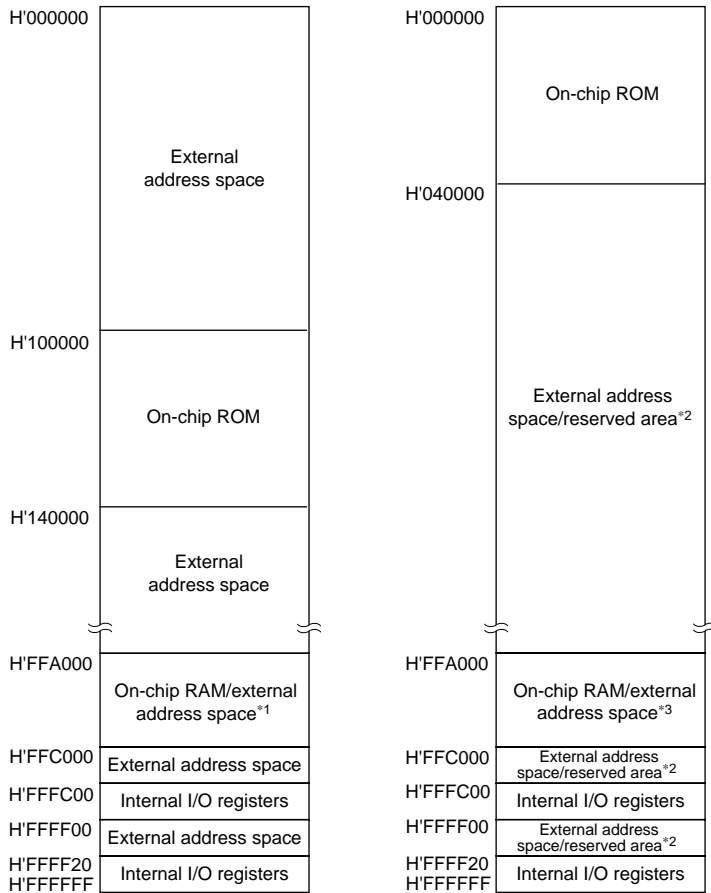 H'000000
External
address space
H'100000
On-chip ROM
H'140000
External
address space
H'FFA000
On-chip RAM/external
address space*1
H'FFC000
External address space
H'FFFC00
Internal I/O registers
H'FFFF00
External address space
H'FFFF20
Internal I/O registers
H'FFFFFF
H'000000
On-chip ROM
H'040000
External address
space/reserved area*2
H'FFA000
On-chip RAM/external
address space*3
H'FFC000
External address
space/reserved area*2
H'FFFC00
Internal I/O registers
H'FFFF00
External address
space/reserved area*2
H'FFFF20
Internal I/O registers
H'FFFFFF